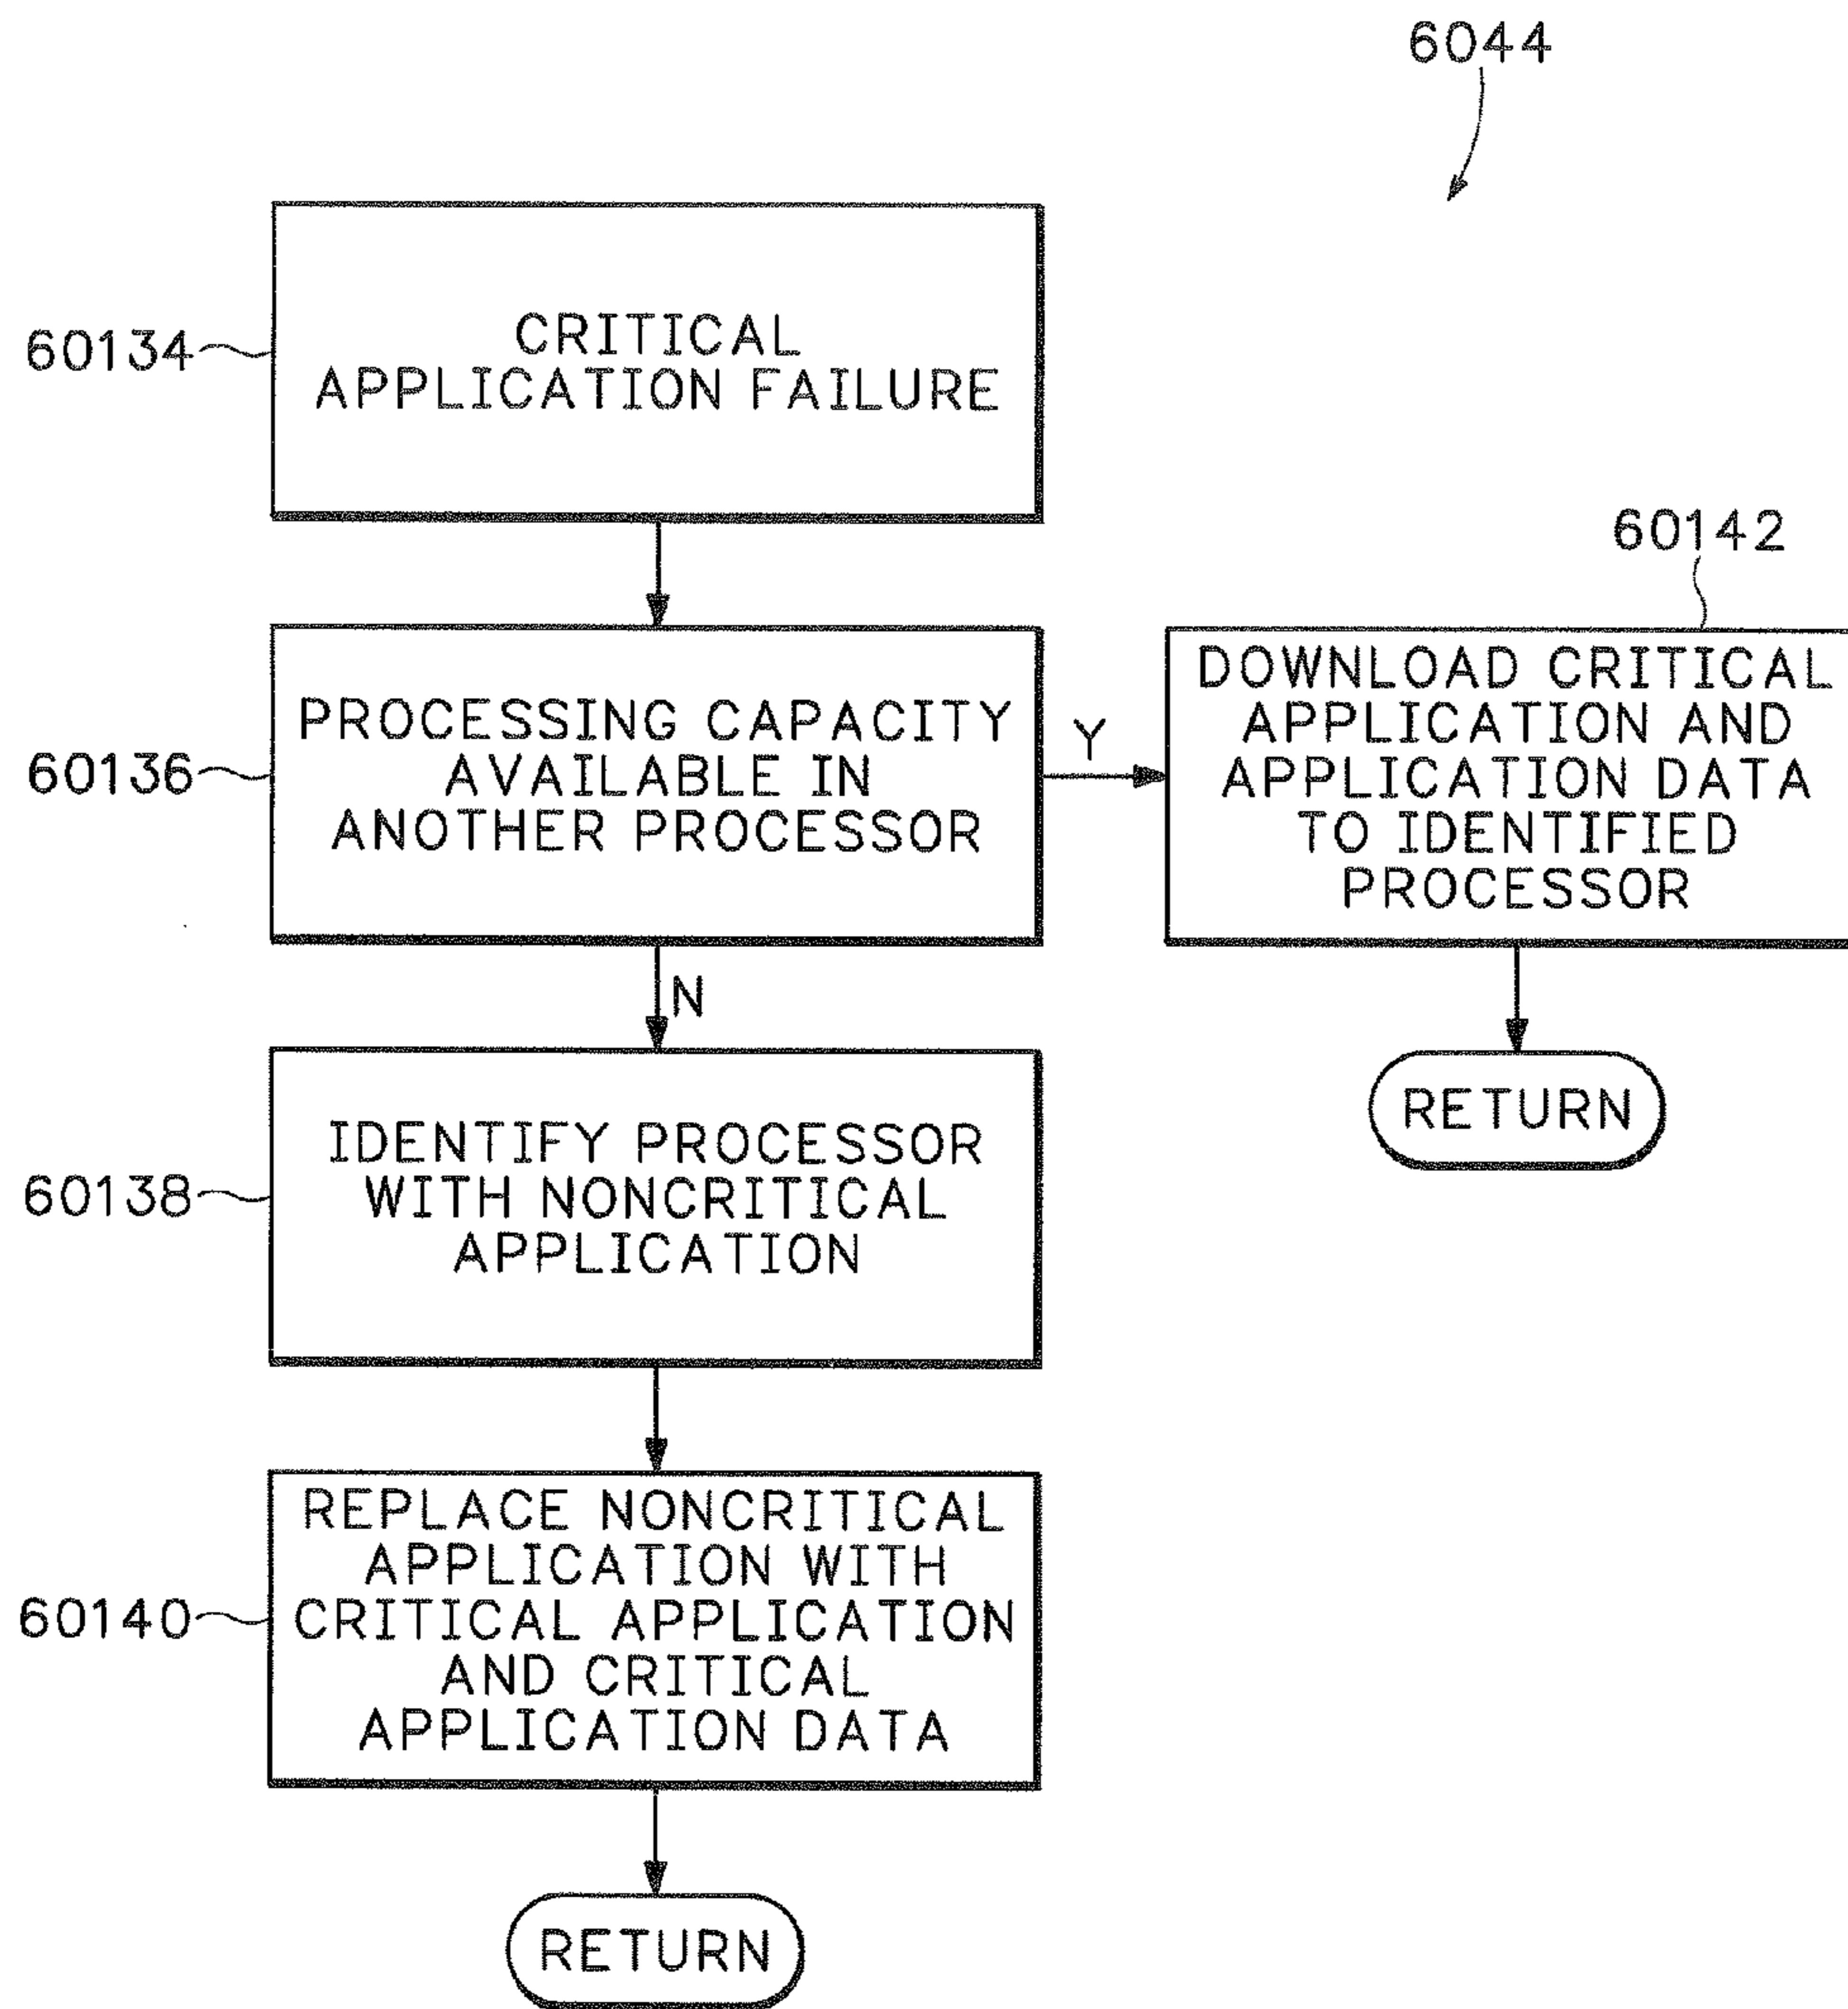 6044
60134
CRITICAL
APPLICATION FAILURE
60136
PROCESSING CAPACITY
AVAILABLE IN
ANOTHER PROCESSOR
Y
60142
DOWNLOAD CRITICAL
APPLICATION AND
APPLICATION DATA
TO IDENTIFIED
PROCESSOR
RETURN
N
60138
IDENTIFY PROCESSOR
WITH NONCRITICAL
APPLICATION
60140
REPLACE NONCRITICAL
APPLICATION WITH
CRITICAL APPLICATION
AND CRITICAL
APPLICATION DATA
RETURN